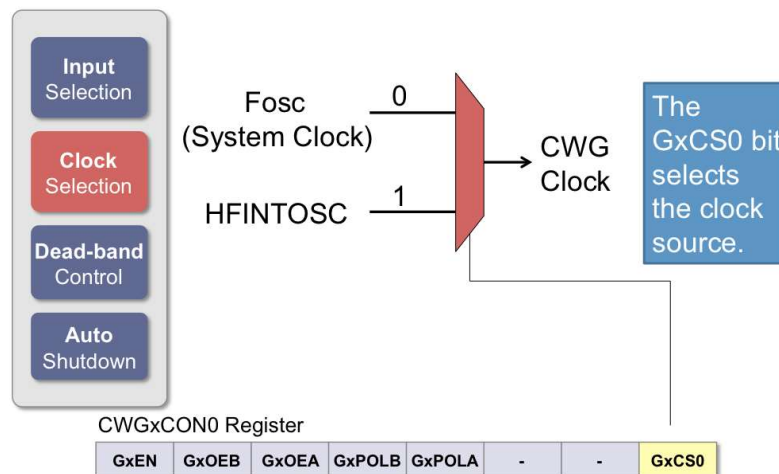 Input
Selection
Clock
Selection
Dead-band
Control
Auto
Shutdown
Fosc
(System Clock)
0
HFINTOSC
1
CWG
Clock
The
GxCS0 bit
selects
the clock
source.
CWGxCON0 Register
GxEN GxOEB GxOEA GxPOLB GxPOLA - - GxCS0